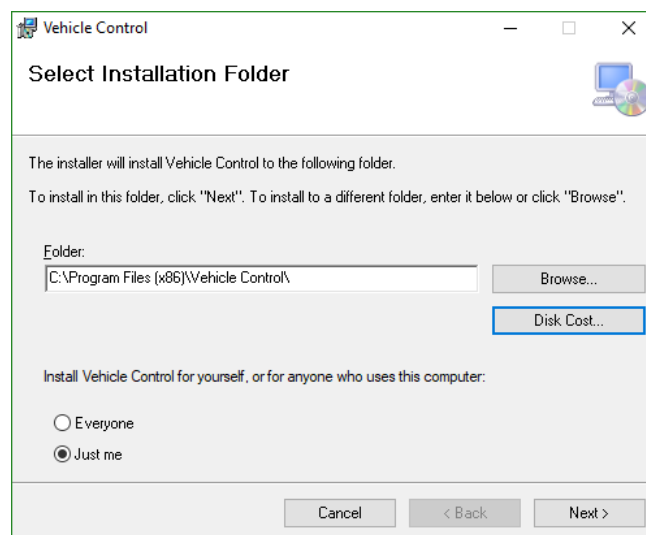 Vehicle Control
Select Installation Folder
The installer will install Vehicle Control to the following folder.
To install in this folder, click "Next". To install to a different folder, enter it below or click "Browse".
Folder:
C:\Program Files (x86)\Vehicle Control\
Browse...
Disk Cost...
Install Vehicle Control for yourself, or for anyone who uses this computer:
Everyone
Just me
Cancel
< Back
Next >